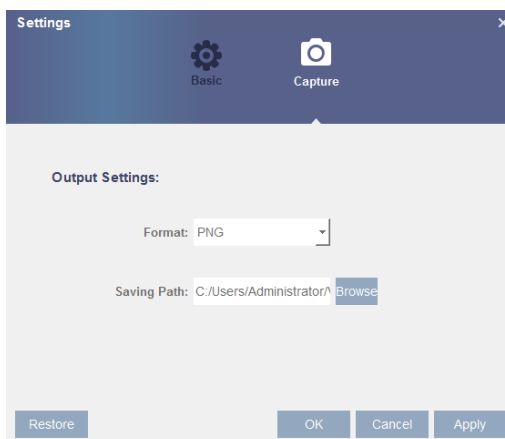 Settings ×
Basic Capture
Output Settings:
Format: PNG
Saving Path: C:/Users/Administrator/ Browse
Restore OK Cancel Apply